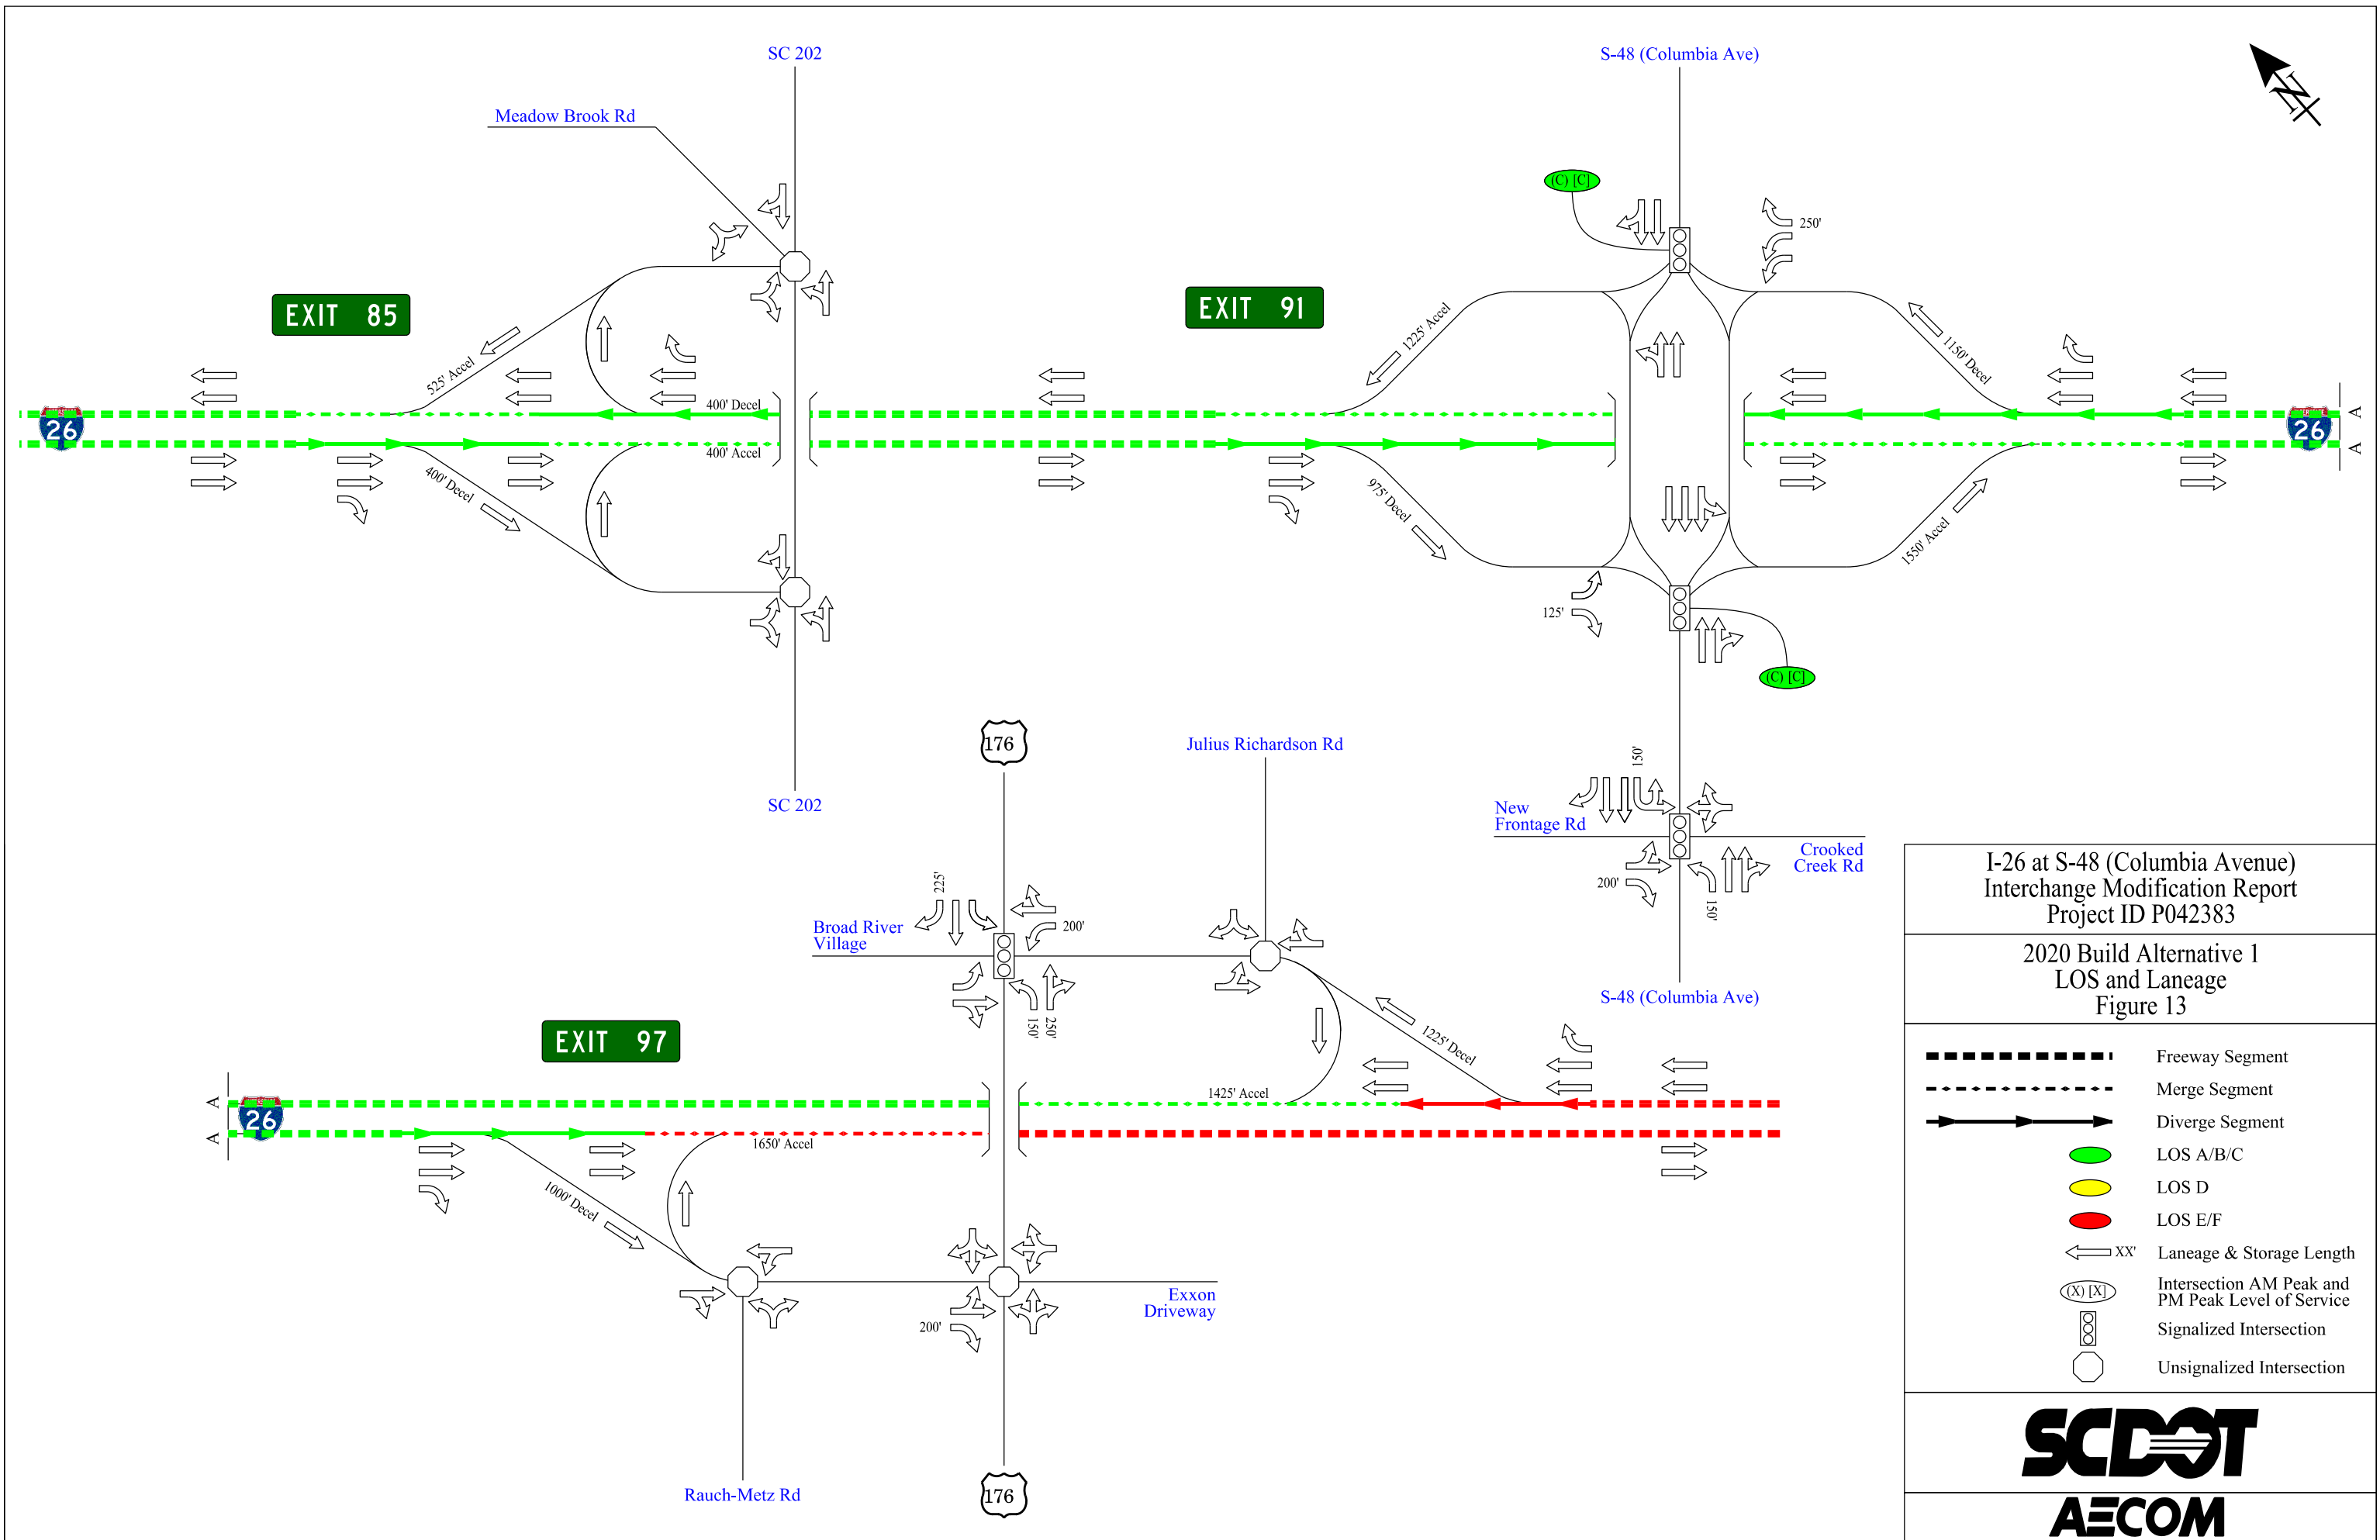 SC 202
S-48 (Columbia Ave)
N
Meadow Brook Rd
(C) [C]
250'
EXIT 85
EXIT 91
525' Accel
1225' Accel
1150' Decel
400' Decel
26
26
A
A
400' Accel
400' Decel
975' Decel
1550' Accel
125'
(C) [C]
SC 202
176
Julius Richardson Rd
150'
New
Frontage Rd
Crooked
Creek Rd
200'
150'
S-48 (Columbia Ave)
225'
Broad River
Village
200'
150'
250'
EXIT 97
1225' Decel
A
A
26
1425' Accel
1650' Accel
1000' Decel
Exxon
Driveway
200'
Rauch-Metz Rd
176
I-26 at S-48 (Columbia Avenue)
Interchange Modification Report
Project ID P042383
2020 Build Alternative 1
LOS and Laneage
Figure 13
Freeway Segment
Merge Segment
Diverge Segment
LOS A/B/C
LOS D
LOS E/F
XX' Laneage & Storage Length
(X) [X] Intersection AM Peak and
PM Peak Level of Service
Signalized Intersection
Unsignalized Intersection
SCDOT
AECOM